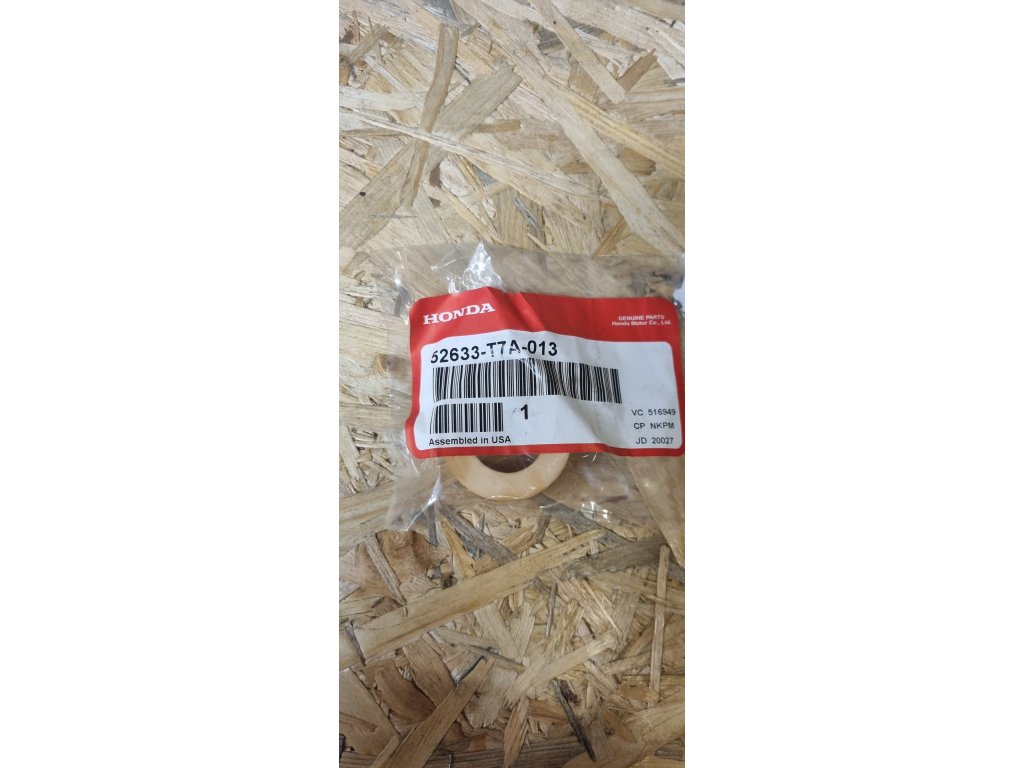 HONDA
GENUINE PARTS
Honda Motor Co., Ltd.
52633-T7A-013
1
VC 516949
CP NKPM
Assembled in USA
JD 20027